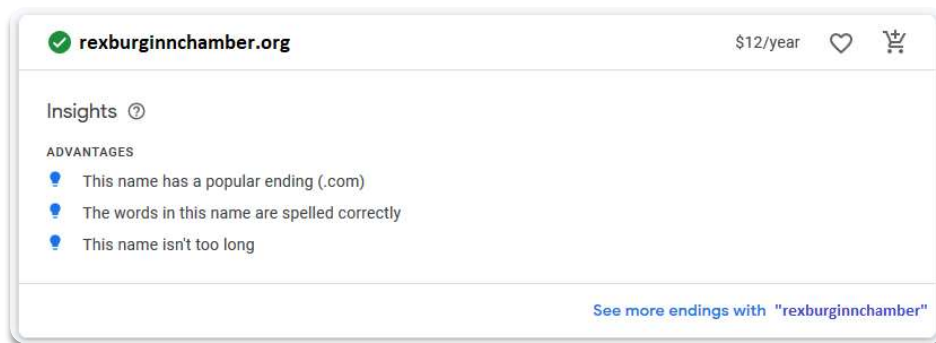 rexburginnchamber.org $12/year
Insights
ADVANTAGES
This name has a popular ending (.com)
The words in this name are spelled correctly
This name isn't too long
See more endings with "rexburginnchamber"